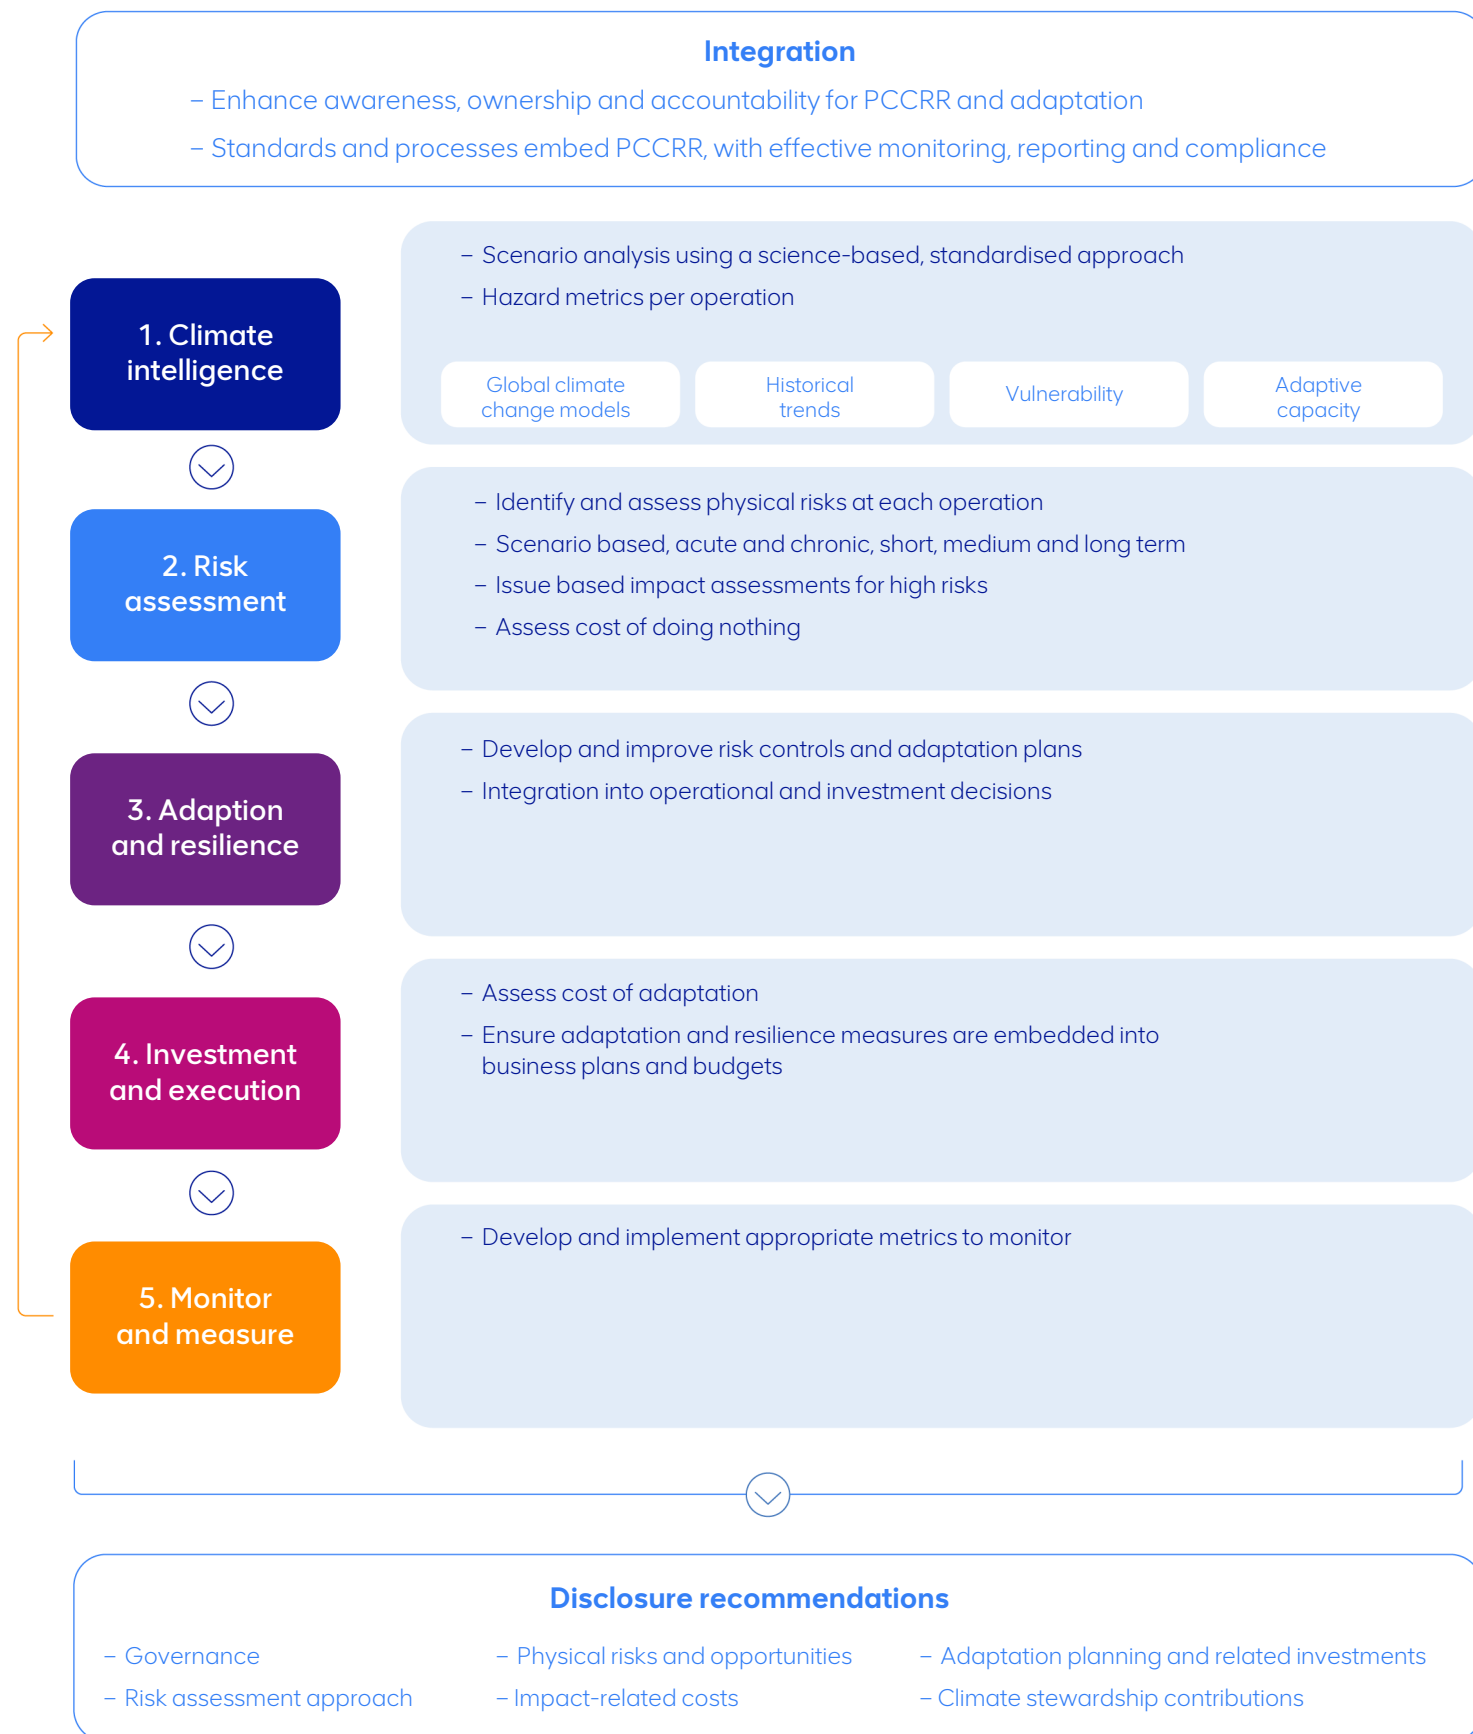 Integration
– Enhance awareness, ownership and accountability for PCCRR and adaptation
– Standards and processes embed PCCRR, with effective monitoring, reporting and compliance
1. Climate
intelligence
– Scenario analysis using a science-based, standardised approach
– Hazard metrics per operation
Global climate
change models
Historical
trends
Vulnerability
Adaptive
capacity
2. Risk
assessment
– Identify and assess physical risks at each operation
– Scenario based, acute and chronic, short, medium and long term
– Issue based impact assessments for high risks
– Assess cost of doing nothing
3. Adaption
and resilience
– Develop and improve risk controls and adaptation plans
– Integration into operational and investment decisions
4. Investment
and execution
– Assess cost of adaptation
– Ensure adaptation and resilience measures are embedded into
business plans and budgets
5. Monitor
and measure
– Develop and implement appropriate metrics to monitor
Disclosure recommendations
– Governance
– Risk assessment approach
– Physical risks and opportunities
– Impact-related costs
– Adaptation planning and related investments
– Climate stewardship contributions